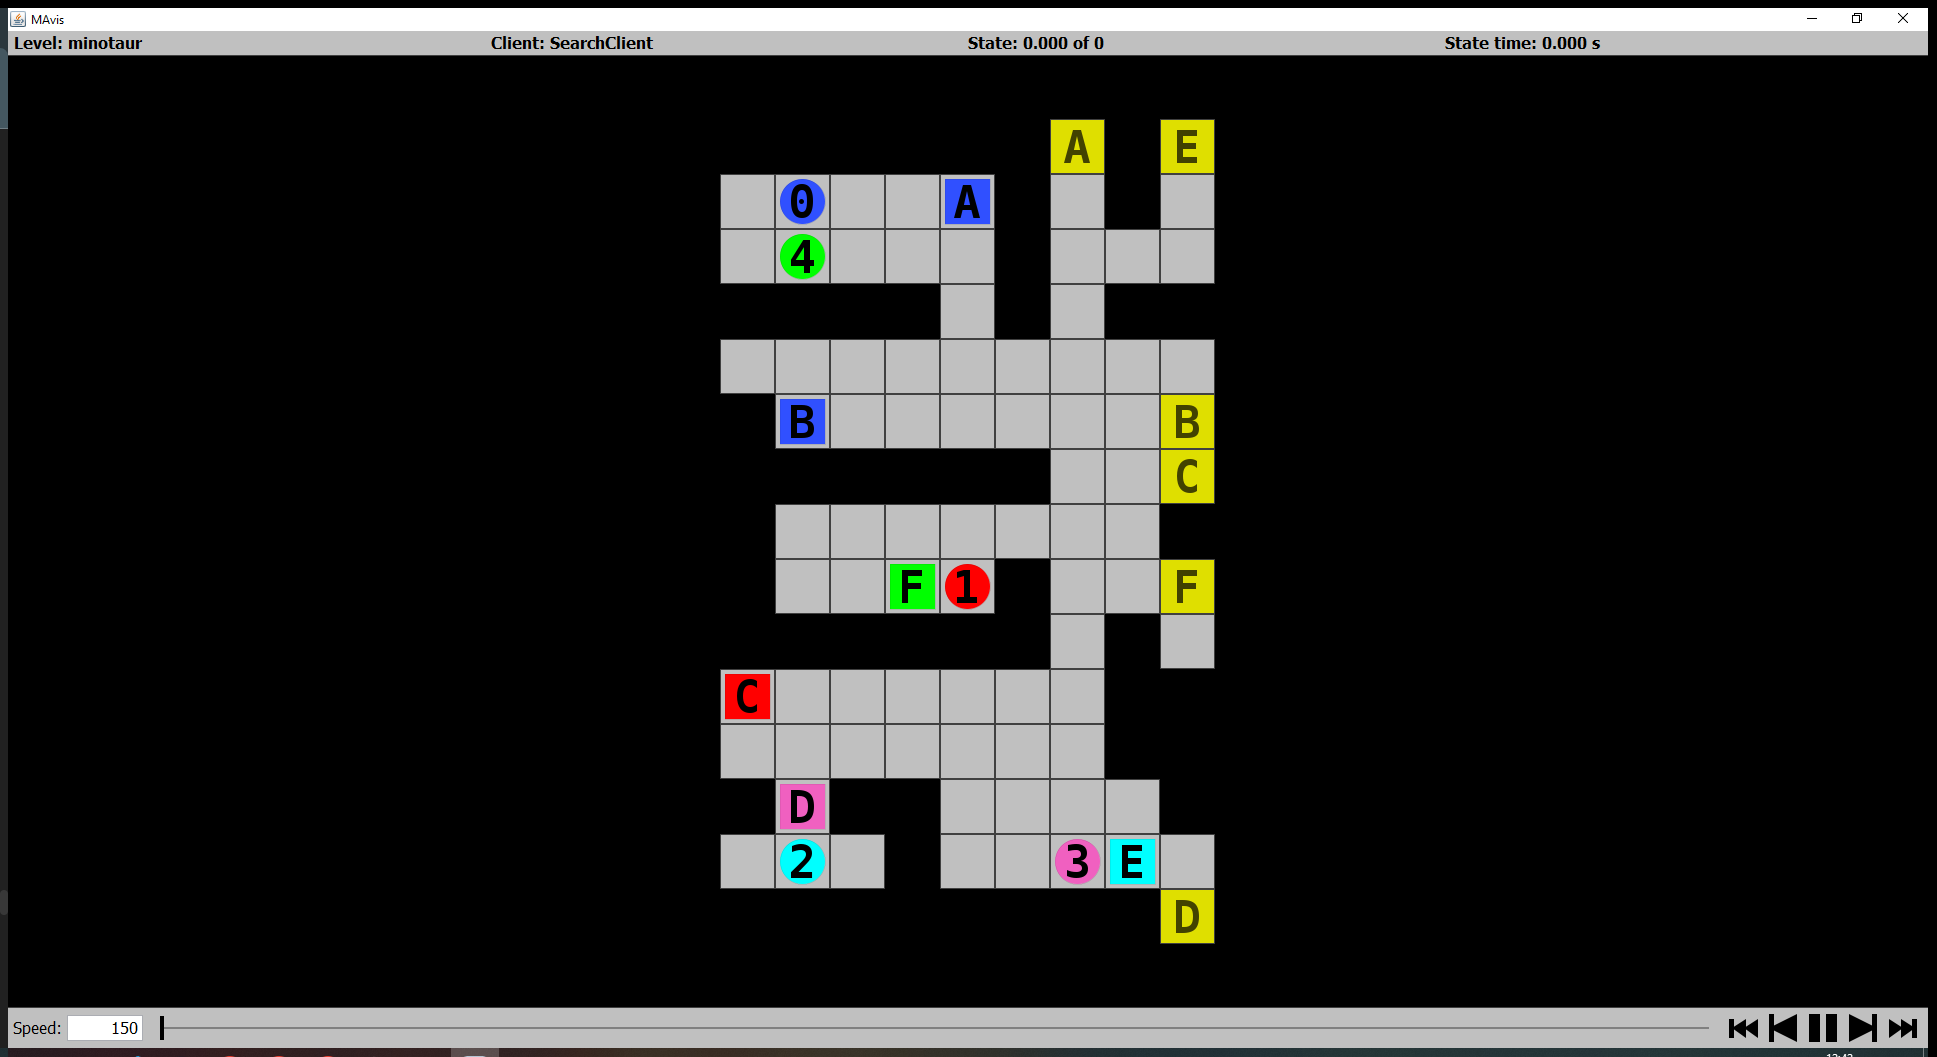 MAvis
Level: minotaur Client: SearchClient State: 0.000 of 0 State time: 0.000 s
A E
0 A
4
B B
C
F 1 F
C
D
2 3 E
D
Speed: 150